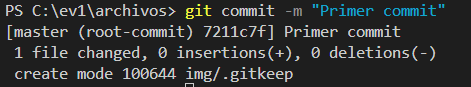 PS C:\ev1\archivos> git commit -m "Primer commit"
[master (root-commit) 7211c7f] Primer commit
 1 file changed, 0 insertions(+), 0 deletions(-)
 create mode 100644 img/.gitkeep